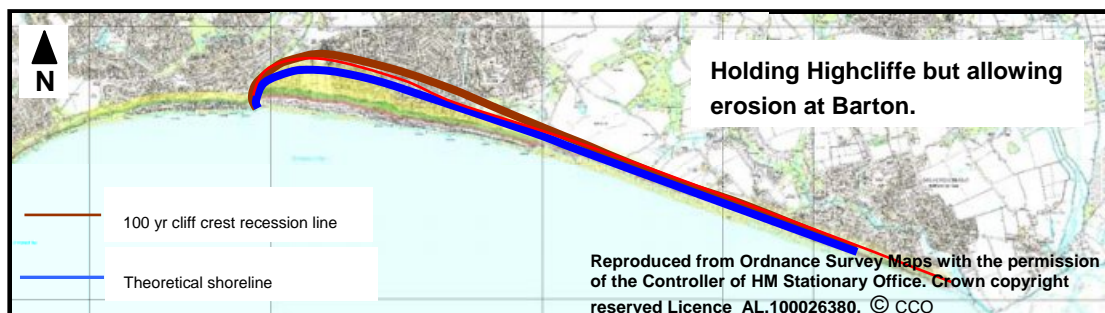 N
Holding Highcliffe but allowing
erosion at Barton.
100 yr cliff crest recession line
Theoretical shoreline
Reproduced from Ordnance Survey Maps with the permission
of the Controller of HM Stationary Office. Crown copyright
reserved Licence AL.100026380. © CCO